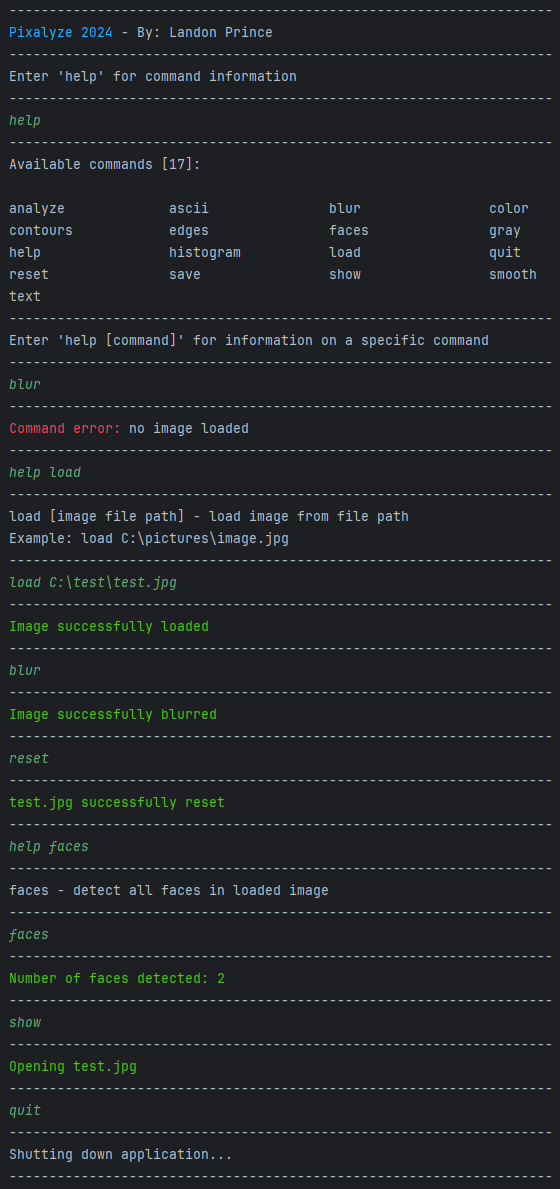 --------------------------------------------------------------------
Pixalyze 2024 - By: Landon Prince
--------------------------------------------------------------------
Enter 'help' for command information
--------------------------------------------------------------------
help
--------------------------------------------------------------------
Available commands [17]:

analyze             ascii               blur                color
contours            edges               faces               gray
help                histogram           load                quit
reset               save                show                smooth
text
--------------------------------------------------------------------
Enter 'help [command]' for information on a specific command
--------------------------------------------------------------------
blur
--------------------------------------------------------------------
Command error: no image loaded
--------------------------------------------------------------------
help load
--------------------------------------------------------------------
load [image file path] - load image from file path
Example: load C:\pictures\image.jpg
--------------------------------------------------------------------
load C:\test\test.jpg
--------------------------------------------------------------------
Image successfully loaded
--------------------------------------------------------------------
blur
--------------------------------------------------------------------
Image successfully blurred
--------------------------------------------------------------------
reset
--------------------------------------------------------------------
test.jpg successfully reset
--------------------------------------------------------------------
help faces
--------------------------------------------------------------------
faces - detect all faces in loaded image
--------------------------------------------------------------------
faces
--------------------------------------------------------------------
Number of faces detected: 2
--------------------------------------------------------------------
show
--------------------------------------------------------------------
Opening test.jpg
--------------------------------------------------------------------
quit
--------------------------------------------------------------------
Shutting down application...
--------------------------------------------------------------------